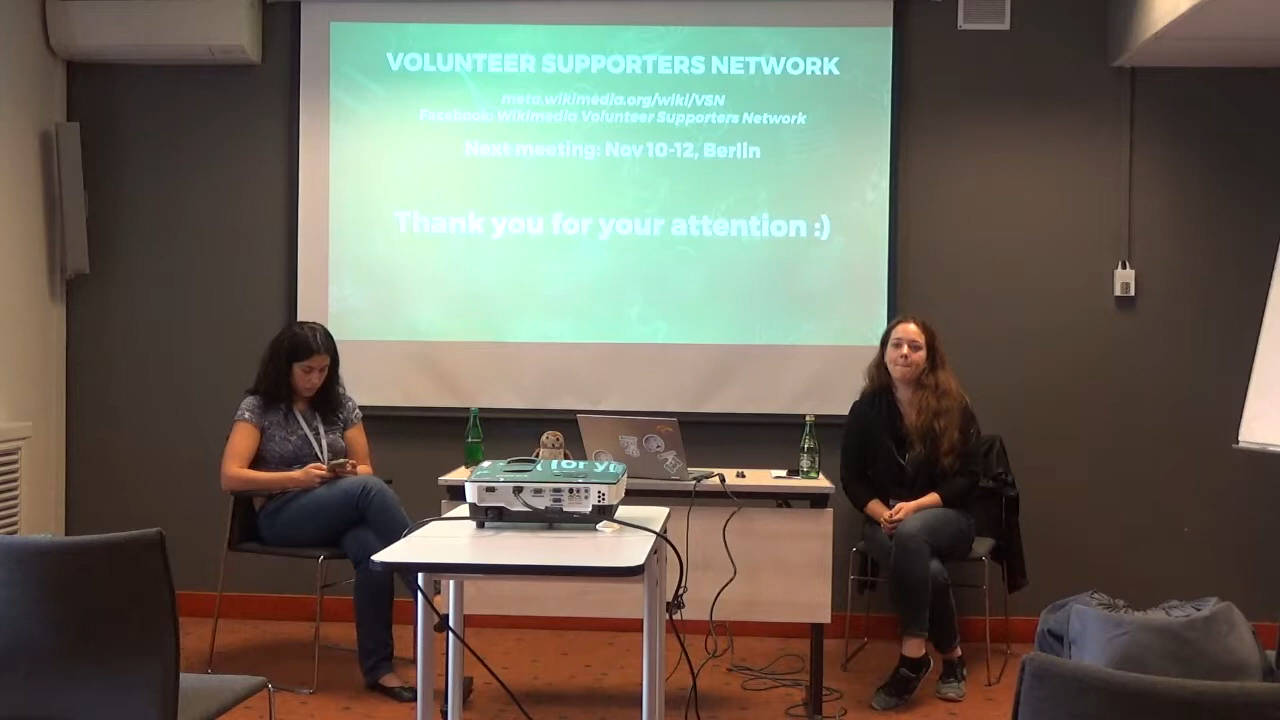 VOLUNTEER SUPPORTERS NETWORK
meta.wikimedia.org/wiki/VSN
Facebook: Wikimedia Volunteer Supporters Network
Next meeting: Nov 10-12, Berlin
Thank you for your attention :)
for y